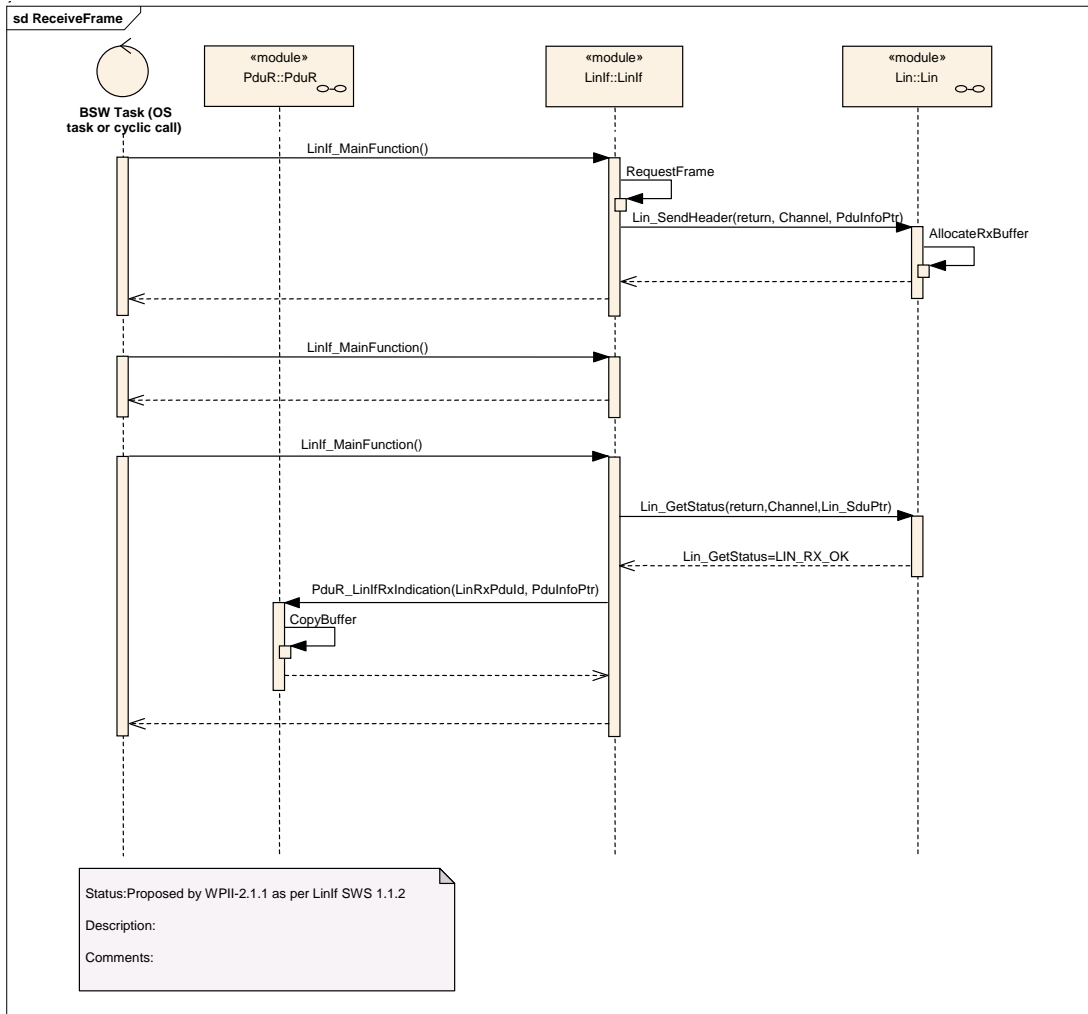 sd ReceiveFrame
«module»
PduR::PduR
«module»
LinIf::LinIf
«module»
Lin::Lin
BSW Task (OS
task or cyclic call)
LinIf_MainFunction()
RequestFrame
Lin_SendHeader(return, Channel, PduInfoPtr)
AllocateRxBuffer
LinIf_MainFunction()
LinIf_MainFunction()
Lin_GetStatus(return,Channel,Lin_SduPtr)
Lin_GetStatus=LIN_RX_OK
PduR_LinIfRxIndication(LinRxPduId, PduInfoPtr)
CopyBuffer
Status:Proposed by WPII-2.1.1 as per LinIf SWS 1.1.2
Description:
Comments: